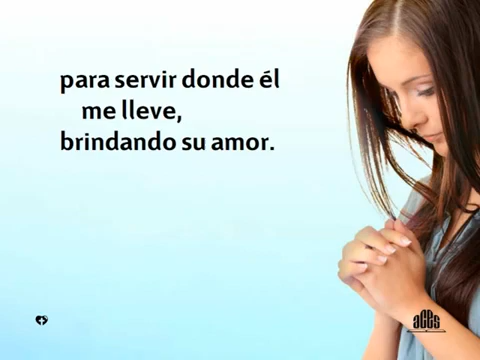 para servir donde él
me lleve,
brindando su amor.
aces